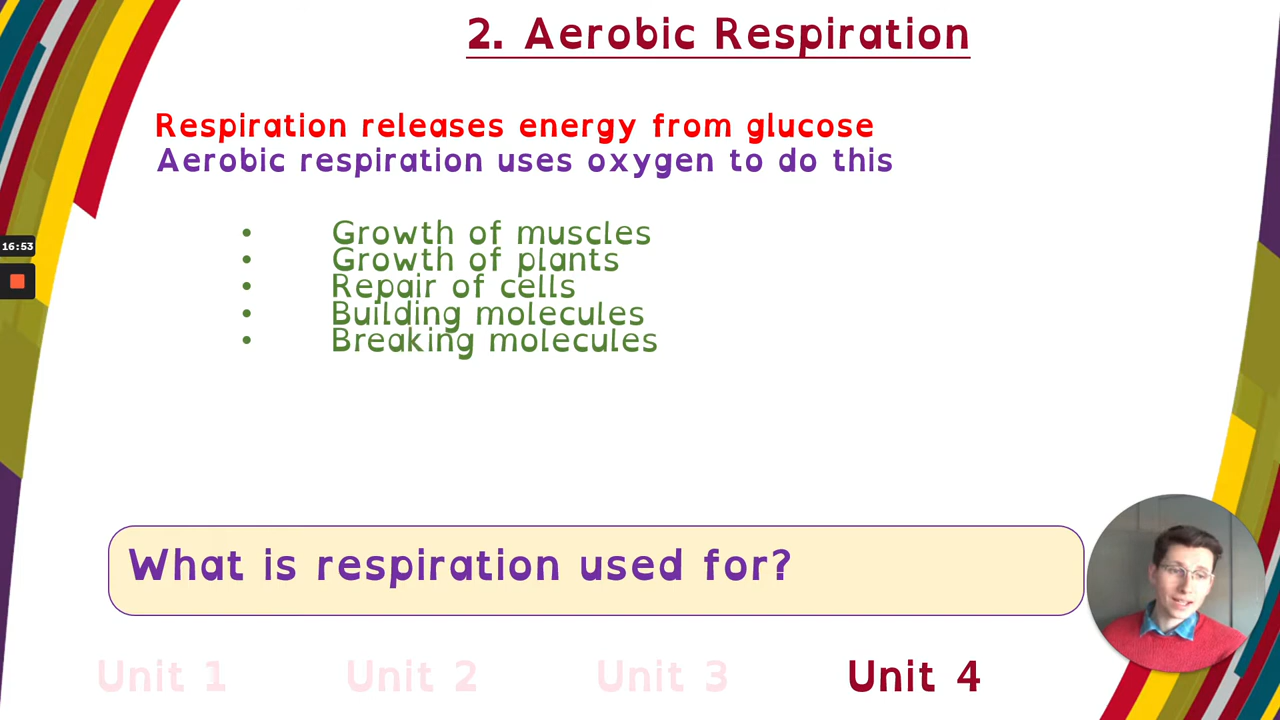 2. Aerobic Respiration
Respiration releases energy from glucose
Aerobic respiration uses oxygen to do this
• Growth of muscles
• Growth of plants
• Repair of cells
• Building molecules
• Breaking molecules
16:53
What is respiration used for?
Unit 1 Unit 2 Unit 3 Unit 4